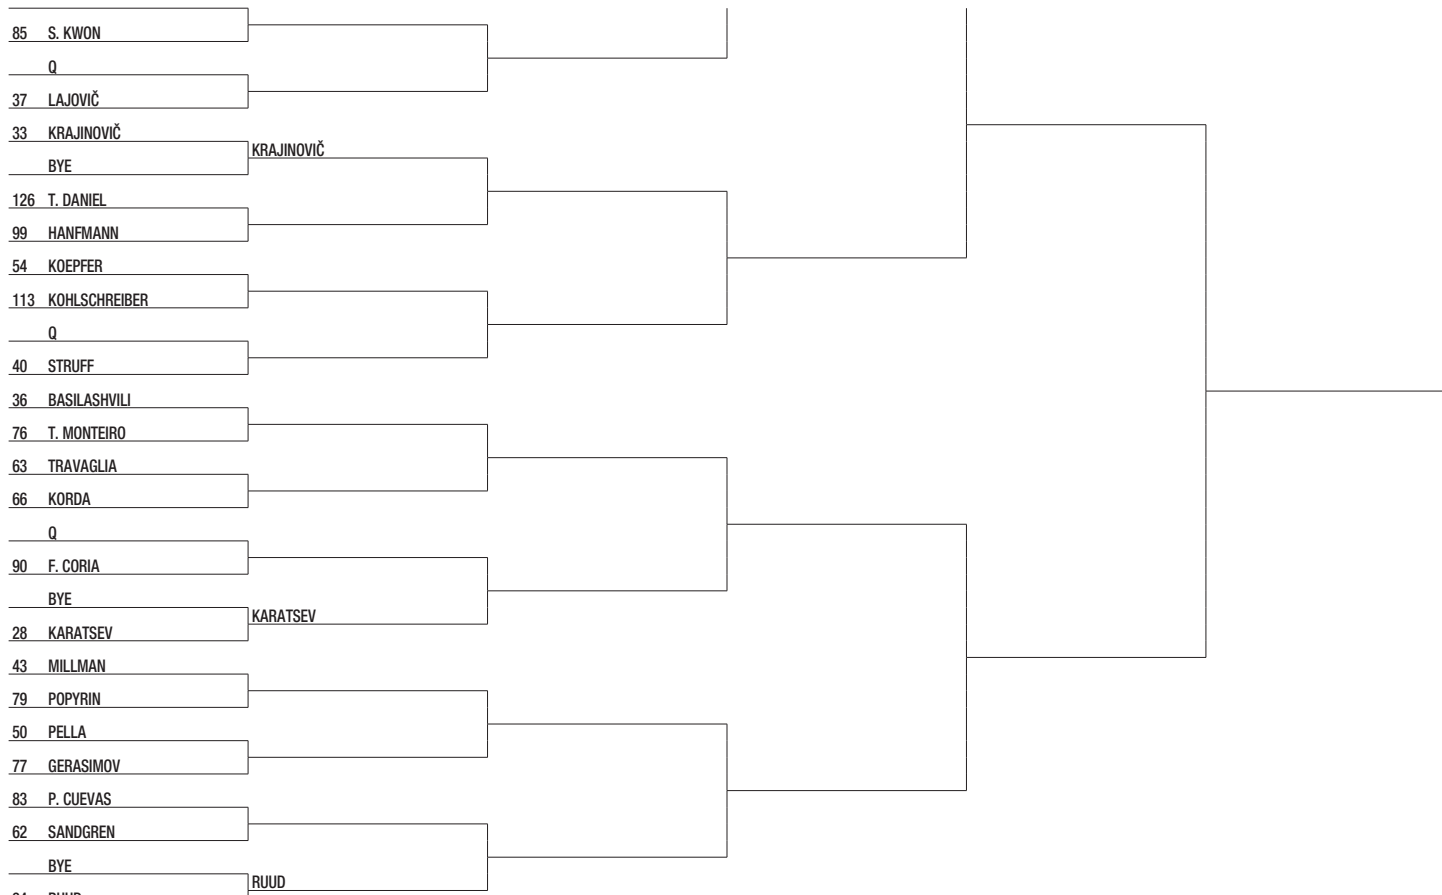 85 S. KWON
Q
37 LAJOVIČ
33 KRAJINOVIČ
KRAJINOVIČ
BYE
126 T. DANIEL
99 HANFMANN
54 KOEPFER
113 KOHLSCHREIBER
Q
40 STRUFF
36 BASILASHVILI
76 T. MONTEIRO
63 TRAVAGLIA
66 KORDA
Q
90 F. CORIA
BYE
KARATSEV
28 KARATSEV
43 MILLMAN
79 POPYRIN
50 PELLA
77 GERASIMOV
83 P. CUEVAS
62 SANDGREN
BYE
RUUD